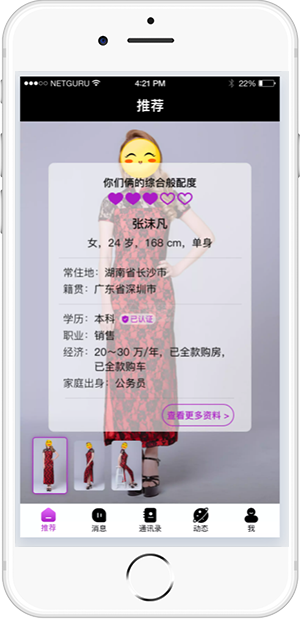 NETGURU 4:21 PM 22%
推荐
你们俩的综合般配度
张沫凡
女，24 岁，168 cm，单身
常住地：湖南省长沙市
籍贯：广东省深圳市
学历：本科 已认证
职业：销售
经济：20～30 万/年，已全款购房，
已全款购车
家庭出身：公务员
查看更多资料 >
推荐 消息 通讯录 动态 我